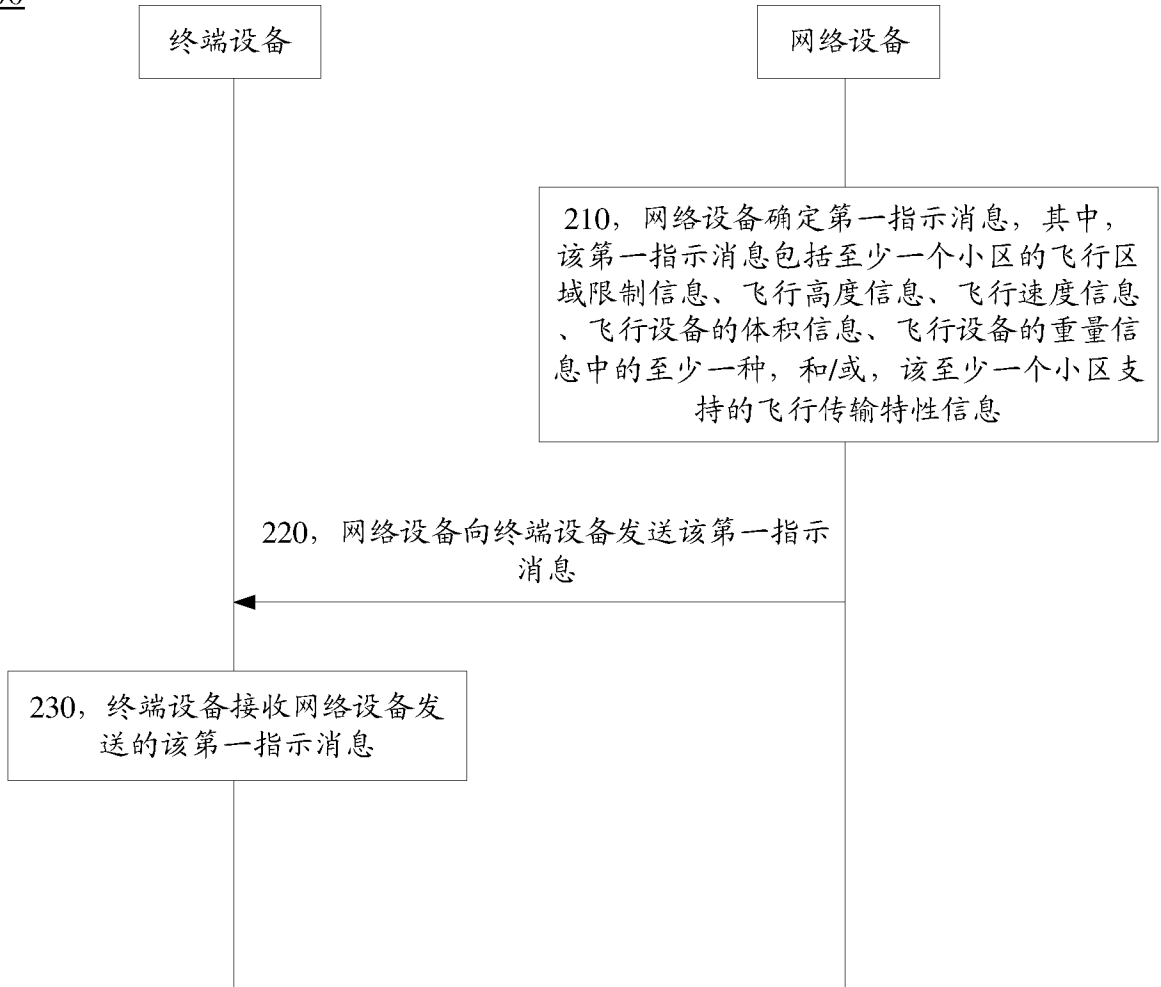 终端设备
网络设备
210，网络设备确定第一指示消息，其中，
该第一指示消息包括至少一个小区的飞行区
域限制信息、飞行高度信息、飞行速度信息
、飞行设备的体积信息、飞行设备的重量信
息中的至少一种，和/或，该至少一个小区支
持的飞行传输特性信息
220，网络设备向终端设备发送该第一指示
消息
230，终端设备接收网络设备发
送的该第一指示消息